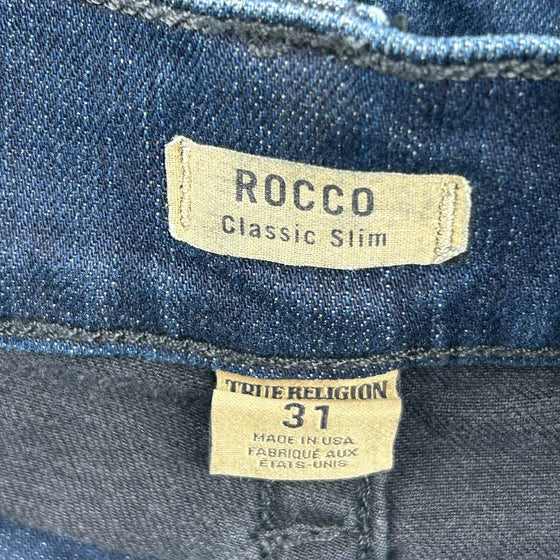 ROCCO
Classic Slim
TRUE RELIGION
31
MADE IN USA
FABRIQUÉ AUX
ÉTATS-UNIS